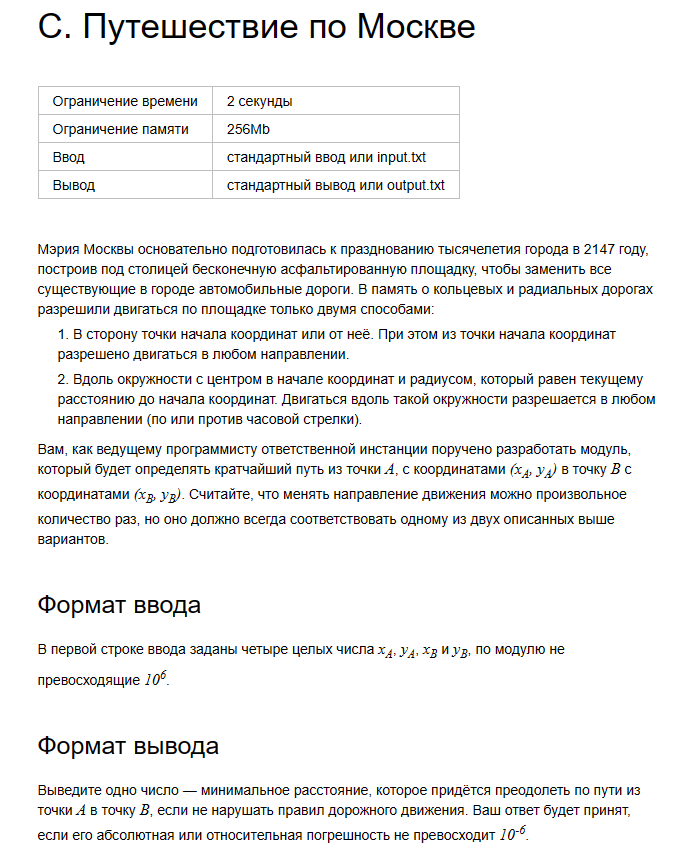 С. Путешествие по Москве
Ограничение времени 2 секунды
Ограничение памяти 256Mb
Ввод стандартный ввод или input.txt
Вывод стандартный вывод или output.txt
Мэрия Москвы основательно подготовилась к празднованию тысячелетия города в 2147 году,
построив под столицей бесконечную асфальтированную площадку, чтобы заменить все
существующие в городе автомобильные дороги. В память о кольцевых и радиальных дорогах
разрешили двигаться по площадке только двумя способами:
1. В сторону точки начала координат или от неё. При этом из точки начала координат
разрешено двигаться в любом направлении.
2. Вдоль окружности с центром в начале координат и радиусом, который равен текущему
расстоянию до начала координат. Двигаться вдоль такой окружности разрешается в любом
направлении (по или против часовой стрелки).
Вам, как ведущему программисту ответственной инстанции поручено разработать модуль,
который будет определять кратчайший путь из точки A, с координатами (xA, yA) в точку B с
координатами (xB, yB). Считайте, что менять направление движения можно произвольное
количество раз, но оно должно всегда соответствовать одному из двух описанных выше
вариантов.
Формат ввода
В первой строке ввода заданы четыре целых числа xA, yA, xB и yB, по модулю не
превосходящие 10^6.
Формат вывода
Выведите одно число — минимальное расстояние, которое придётся преодолеть по пути из
точки A в точку B, если не нарушать правил дорожного движения. Ваш ответ будет принят,
если его абсолютная или относительная погрешность не превосходит 10^-6.